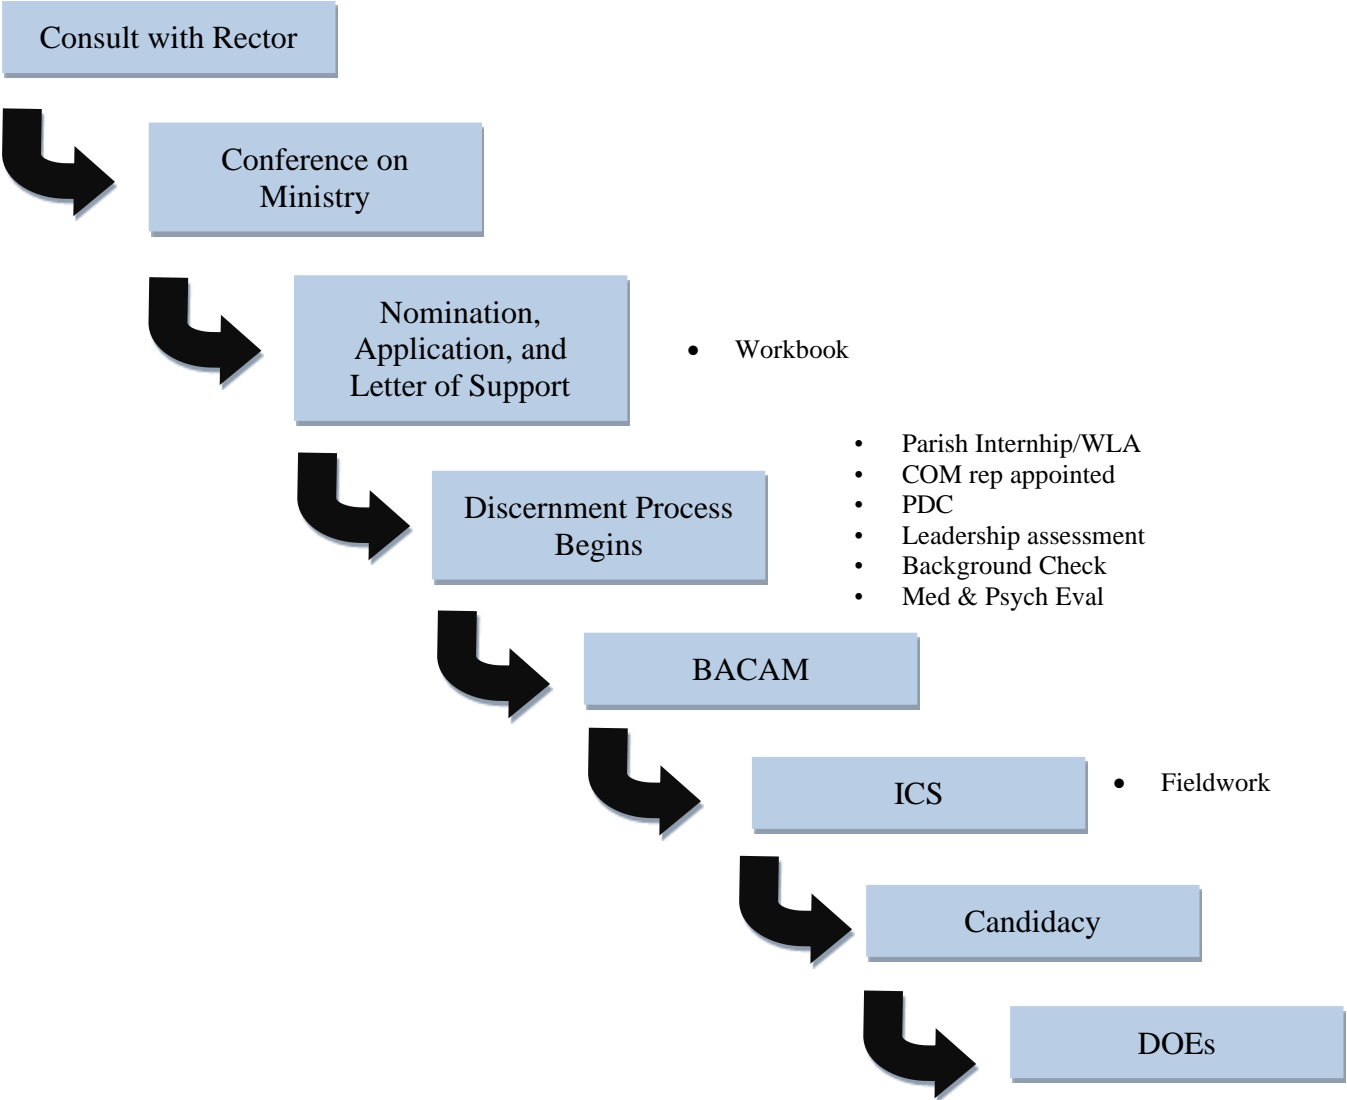 Consult with Rector
Conference on
Ministry
Nomination,
Application, and
Letter of Support
• Workbook
• Parish Internhip/WLA
• COM rep appointed
• PDC
• Leadership assessment
• Background Check
• Med & Psych Eval
Discernment Process
Begins
BACAM
ICS
• Fieldwork
Candidacy
DOEs